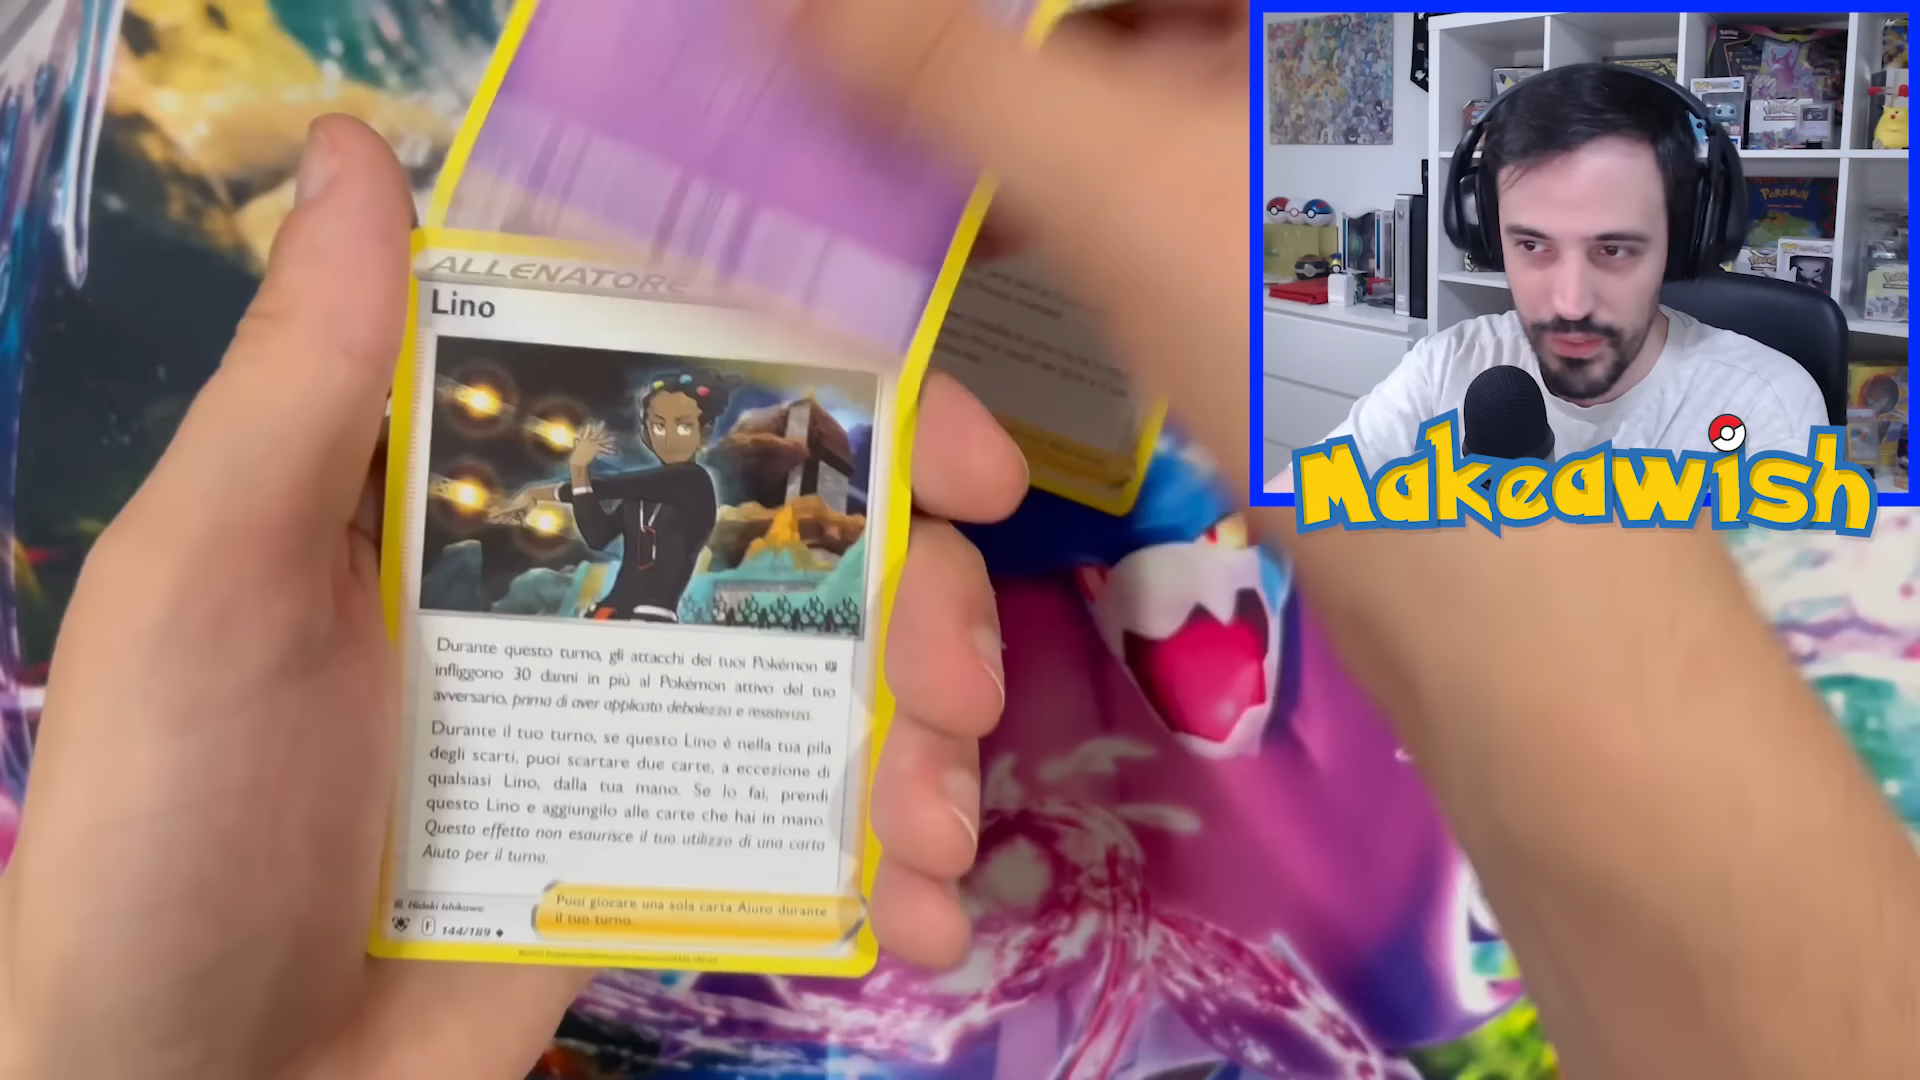 ALLENATORE
Lino
Durante questo turno, gli attacchi dei tuoi Pokémon
infliggono 30 danni in più al Pokémon attivo del tuo
avversario, prima di aver applicato debolezza e resistenza.
Durante il tuo turno, se questo Lino è nella tua pila
degli scarti, puoi scartare due carte, a eccezione di
qualsiasi Lino, dalla tua mano. Se lo fai, prendi
questo Lino e aggiungilo alle carte che hai in mano.
Questo effetto non esaurisce il tuo utilizzo di una carta
Aiuto per il turno.
Puoi giocare una sola carta Aiuto durante
il tuo turno.
Ill. Hideki Ishikawa
F 144/189
Makeawish
POKÉMON